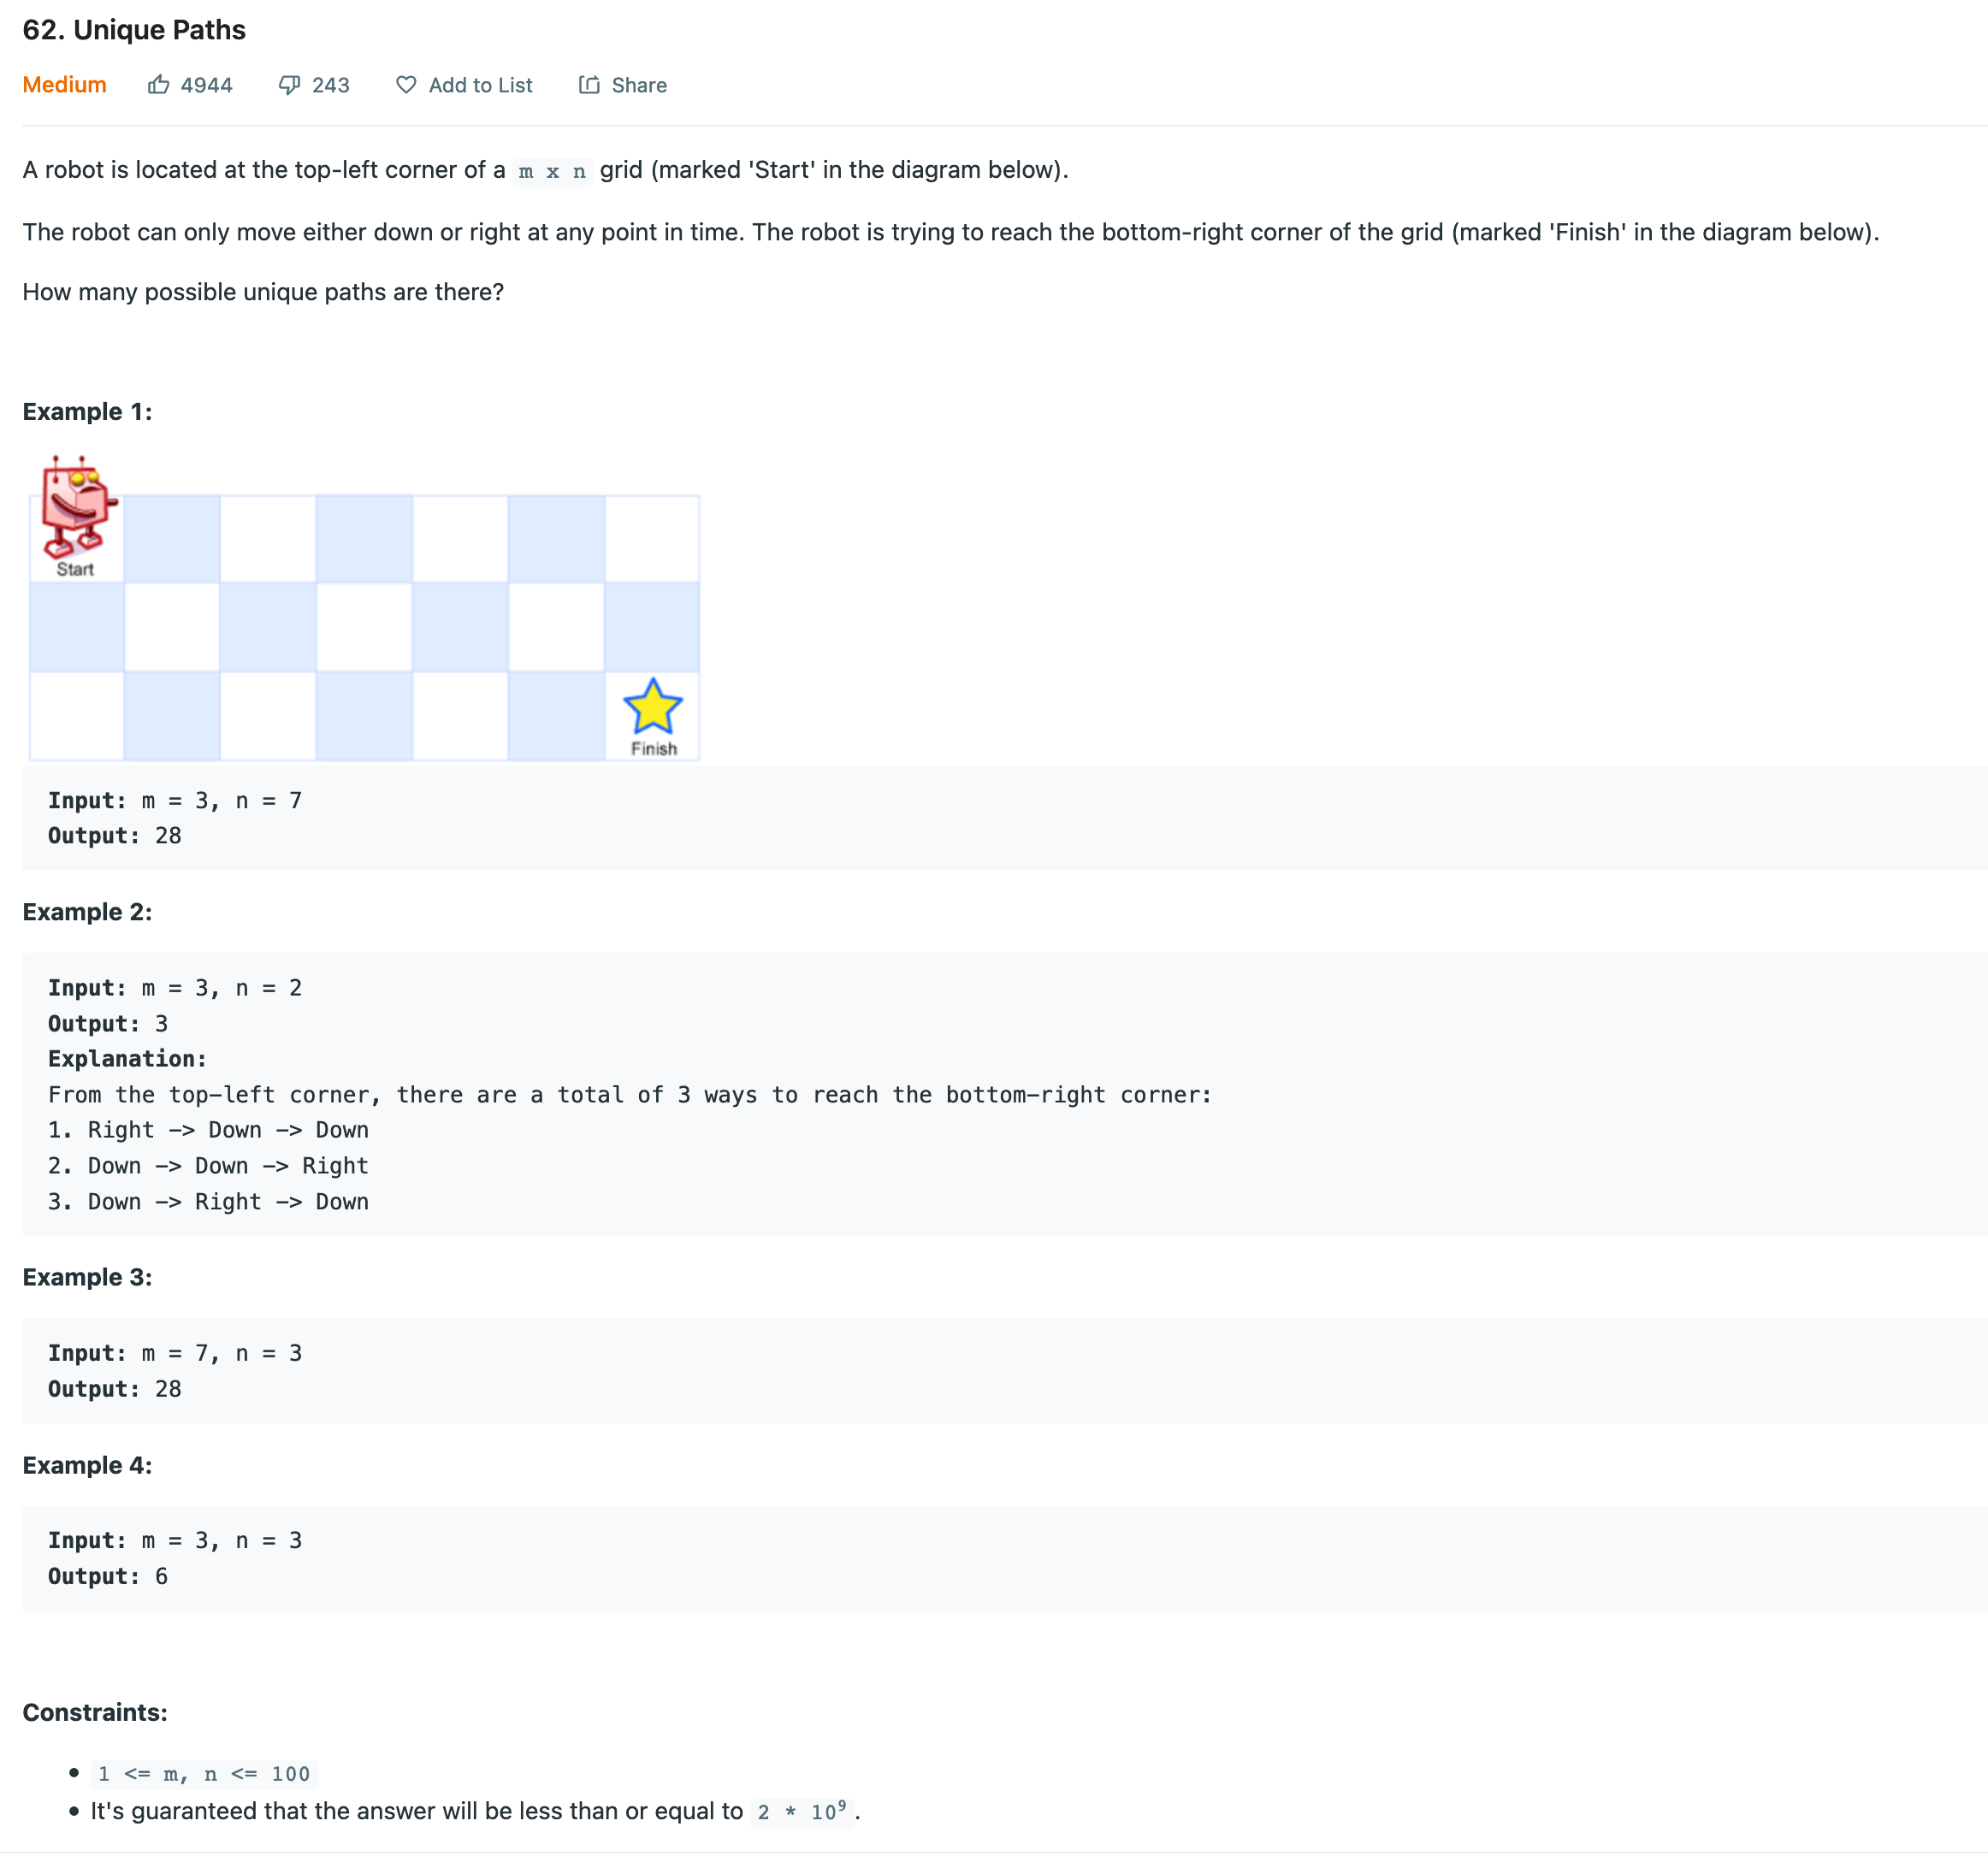 62. Unique Paths
Medium 4944 243 Add to List Share
A robot is located at the top-left corner of a m x n grid (marked 'Start' in the diagram below).
The robot can only move either down or right at any point in time. The robot is trying to reach the bottom-right corner of the grid (marked 'Finish' in the diagram below).
How many possible unique paths are there?
Example 1:
Start
Finish
Input: m = 3, n = 7
Output: 28
Example 2:
Input: m = 3, n = 2
Output: 3
Explanation:
From the top-left corner, there are a total of 3 ways to reach the bottom-right corner:
1. Right -> Down -> Down
2. Down -> Down -> Right
3. Down -> Right -> Down
Example 3:
Input: m = 7, n = 3
Output: 28
Example 4:
Input: m = 3, n = 3
Output: 6
Constraints:
• 1 <= m, n <= 100
• It's guaranteed that the answer will be less than or equal to 2 * 10⁹.